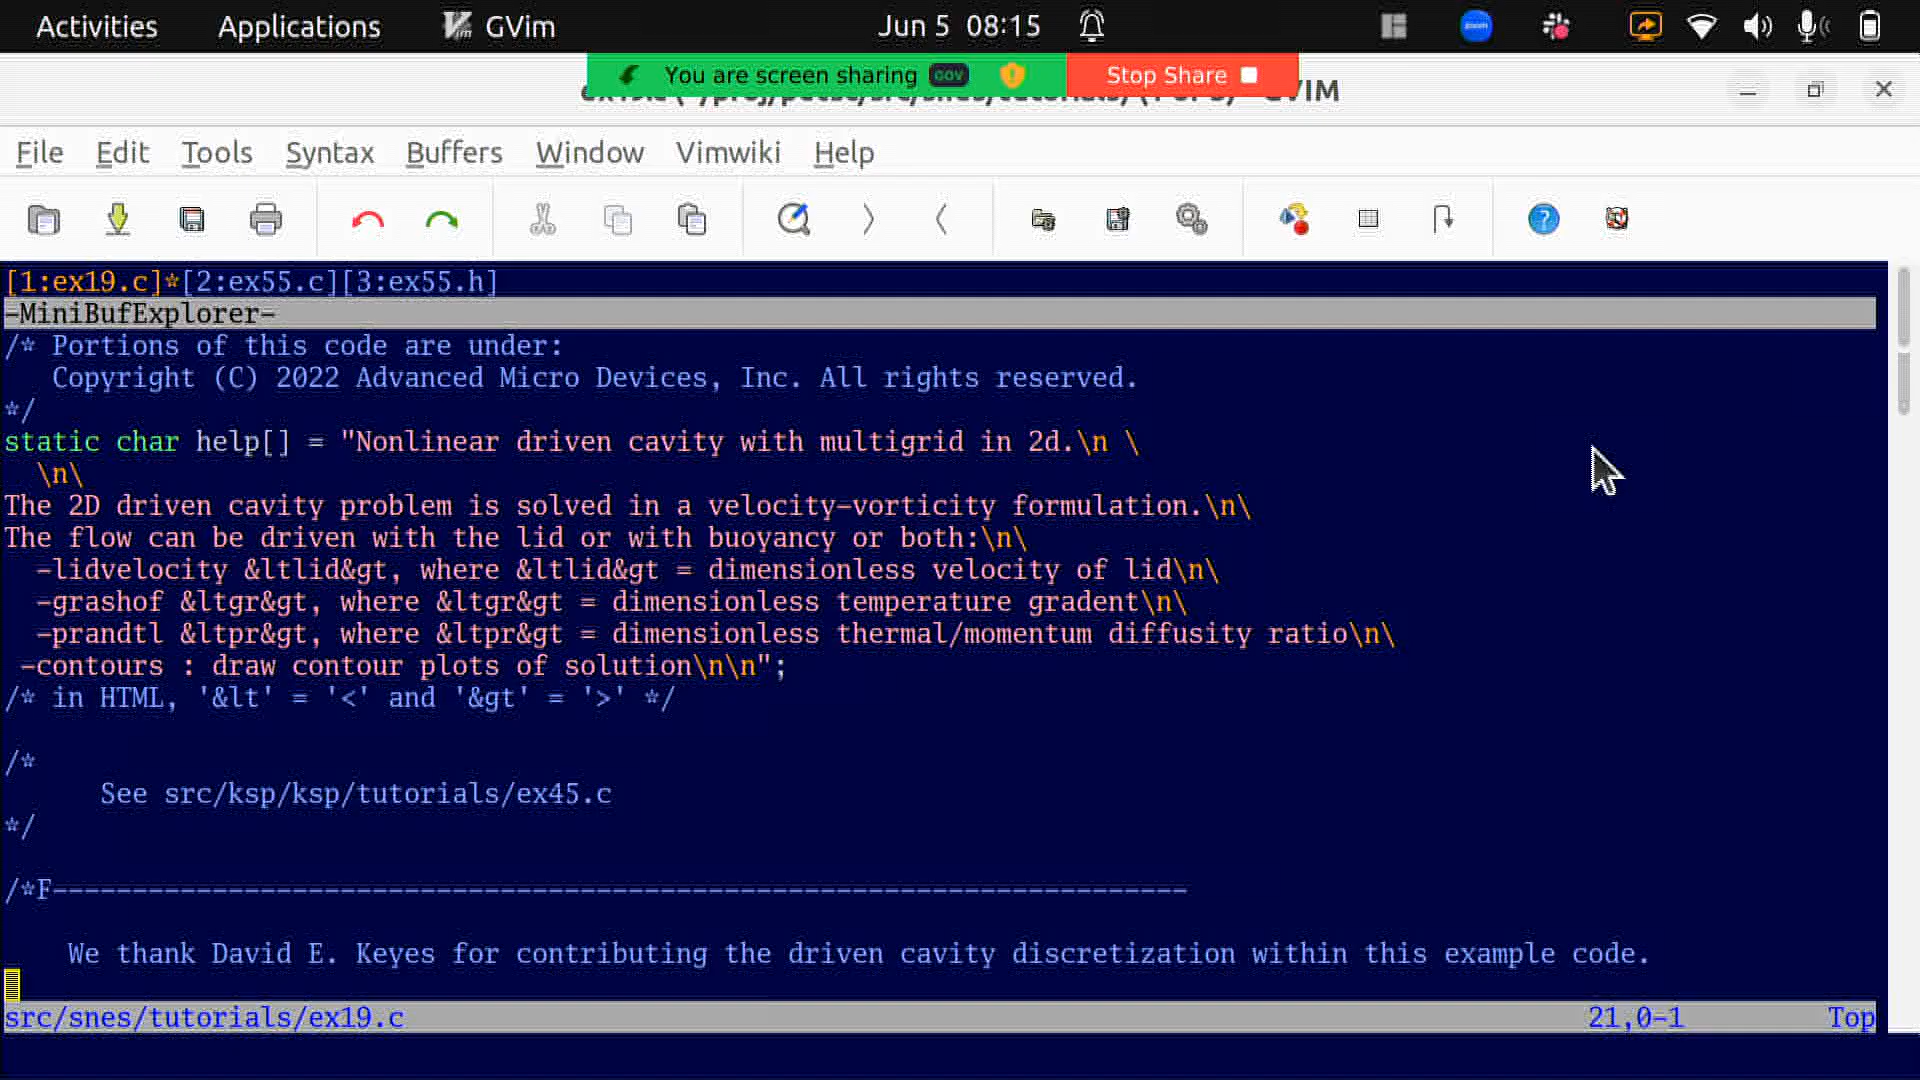 Activities Applications GVim Jun 5 08:15
You are screen sharing GOV Stop Share
VIM
File Edit Tools Syntax Buffers Window Vimwiki Help
[1:ex19.c]*[2:ex55.c][3:ex55.h]
-MiniBufExplorer-
/* Portions of this code are under:
   Copyright (C) 2022 Advanced Micro Devices, Inc. All rights reserved.
*/
static char help[] = "Nonlinear driven cavity with multigrid in 2d.\n \
  \n\
The 2D driven cavity problem is solved in a velocity-vorticity formulation.\n\
The flow can be driven with the lid or with buoyancy or both:\n\
  -lidvelocity &ltlid&gt, where &ltlid&gt = dimensionless velocity of lid\n\
  -grashof &ltgr&gt, where &ltgr&gt = dimensionless temperature gradent\n\
  -prandtl &ltpr&gt, where &ltpr&gt = dimensionless thermal/momentum diffusity ratio\n\
 -contours : draw contour plots of solution\n\n";
/* in HTML, '&lt' = '<' and '&gt' = '>' */
/*
      See src/ksp/ksp/tutorials/ex45.c
*/
/*F-----------------------------------------------------------------------
    We thank David E. Keyes for contributing the driven cavity discretization within this example code.
src/snes/tutorials/ex19.c 21,0-1 Top